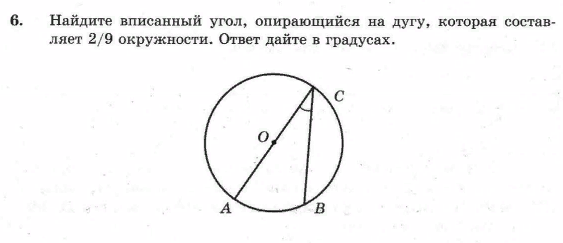 6. Найдите вписанный угол, опирающийся на дугу, которая состав-
ляет 2/9 окружности. Ответ дайте в градусах.
C
O
A
B